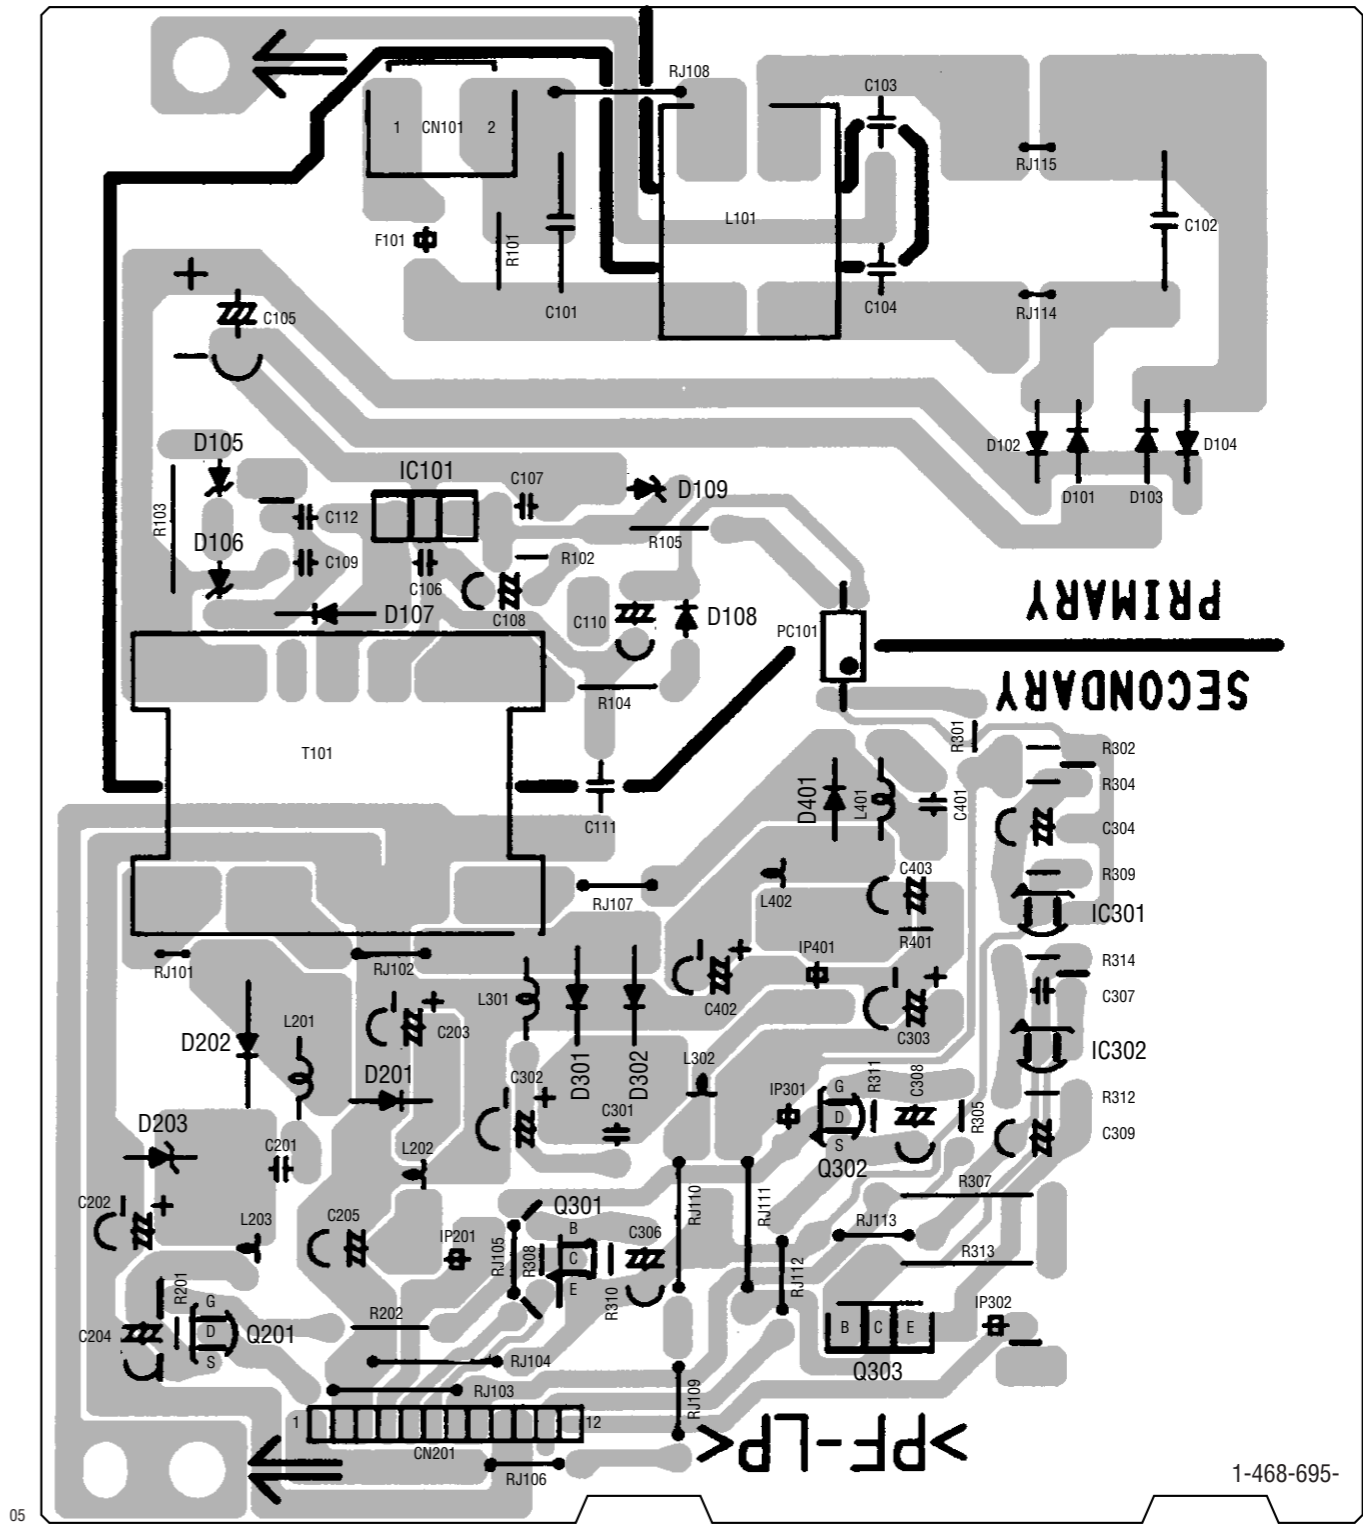 RJ108
C103
1 CN101 2
RJ115
L101
C102
F101
R101
C101
C104
RJ114
+
C105
−
D105
IC101
C107
D109
D102
D104
D101
D103
R103
C112
R105
D106
C109
C106
R102
C108
D107
C110
D108
PC101
PRIMARY
SECONDARY
R104
T101
R301
R302
R304
D401
L401
C401
C111
C304
C403
R309
L402
RJ107
IC301
R401
IP401
RJ101
RJ102
R314
L301
C402
C307
C203
C303
L201
D202
D301
D302
L302
IC302
D201
C302
IP301
G
D
S
R311
C308
R305
R312
C301
C309
D203
C201
L202
Q302
R307
C202
Q301
RJ110
RJ111
L203
C205
IP201
RJ105
R308
B
C
E
C306
RJ113
R313
RJ112
R201
R310
G
D
S
C204
Q201
R202
IP302
B C E
RJ104
Q303
RJ103
RJ109
1
12
CN201
>PF-LP<
RJ106
1-468-695-
05